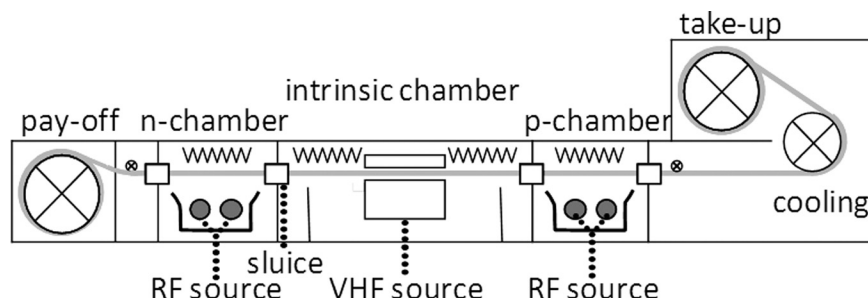 take-up
intrinsic chamber
pay-off
n-chamber
p-chamber
cooling
sluice
RF source
VHF source
RF source